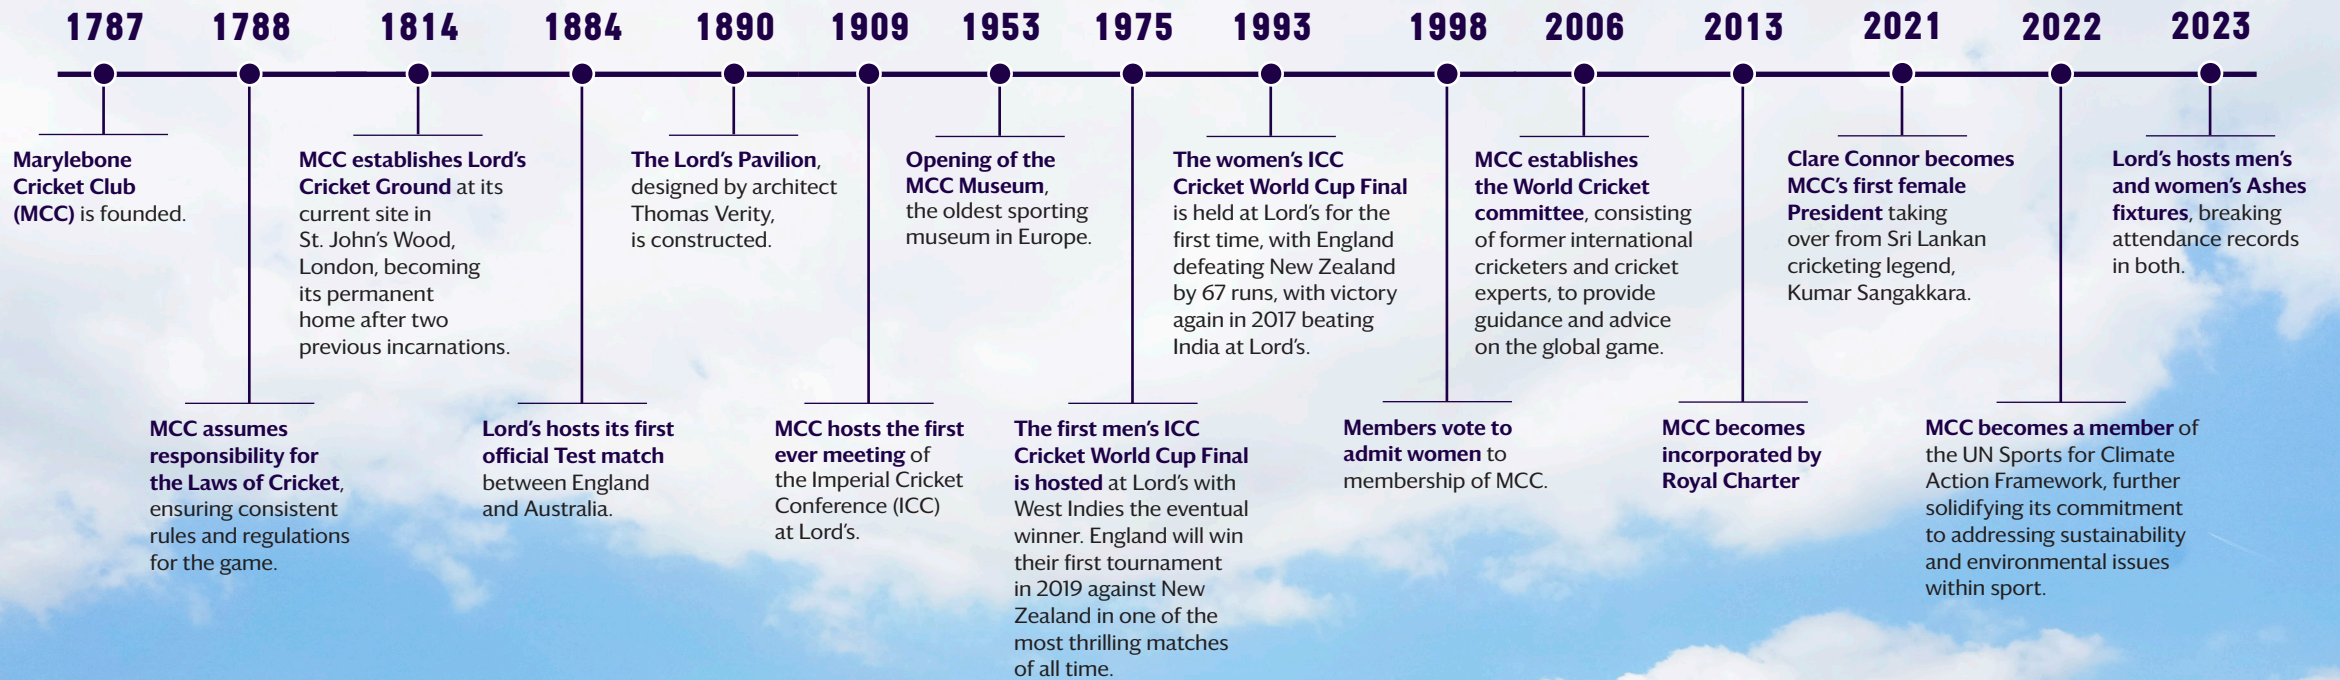 1787
1788
1814
1884
1890
1909
1953
1975
1993
1998
2006
2013
2021
2022
2023
Marylebone
Cricket Club
(MCC) is founded.
MCC assumes
responsibility for
the Laws of Cricket,
ensuring consistent
rules and regulations
for the game.
MCC establishes Lord's
Cricket Ground at its
current site in
St. John's Wood,
London, becoming
its permanent
home after two
previous incarnations.
Lord's hosts its first
official Test match
between England
and Australia.
The Lord's Pavilion,
designed by architect
Thomas Verity,
is constructed.
MCC hosts the first
ever meeting of
the Imperial Cricket
Conference (ICC)
at Lord's.
Opening of the
MCC Museum,
the oldest sporting
museum in Europe.
The first men's ICC
Cricket World Cup Final
is hosted at Lord's with
West Indies the eventual
winner. England will win
their first tournament
in 2019 against New
Zealand in one of the
most thrilling matches
of all time.
The women's ICC
Cricket World Cup Final
is held at Lord's for the
first time, with England
defeating New Zealand
by 67 runs, with victory
again in 2017 beating
India at Lord's.
Members vote to
admit women to
membership of MCC.
MCC establishes
the World Cricket
committee, consisting
of former international
cricketers and cricket
experts, to provide
guidance and advice
on the global game.
MCC becomes
incorporated by
Royal Charter
Clare Connor becomes
MCC's first female
President taking
over from Sri Lankan
cricketing legend,
Kumar Sangakkara.
MCC becomes a member of
the UN Sports for Climate
Action Framework, further
solidifying its commitment
to addressing sustainability
and environmental issues
within sport.
Lord's hosts men's
and women's Ashes
fixtures, breaking
attendance records
in both.